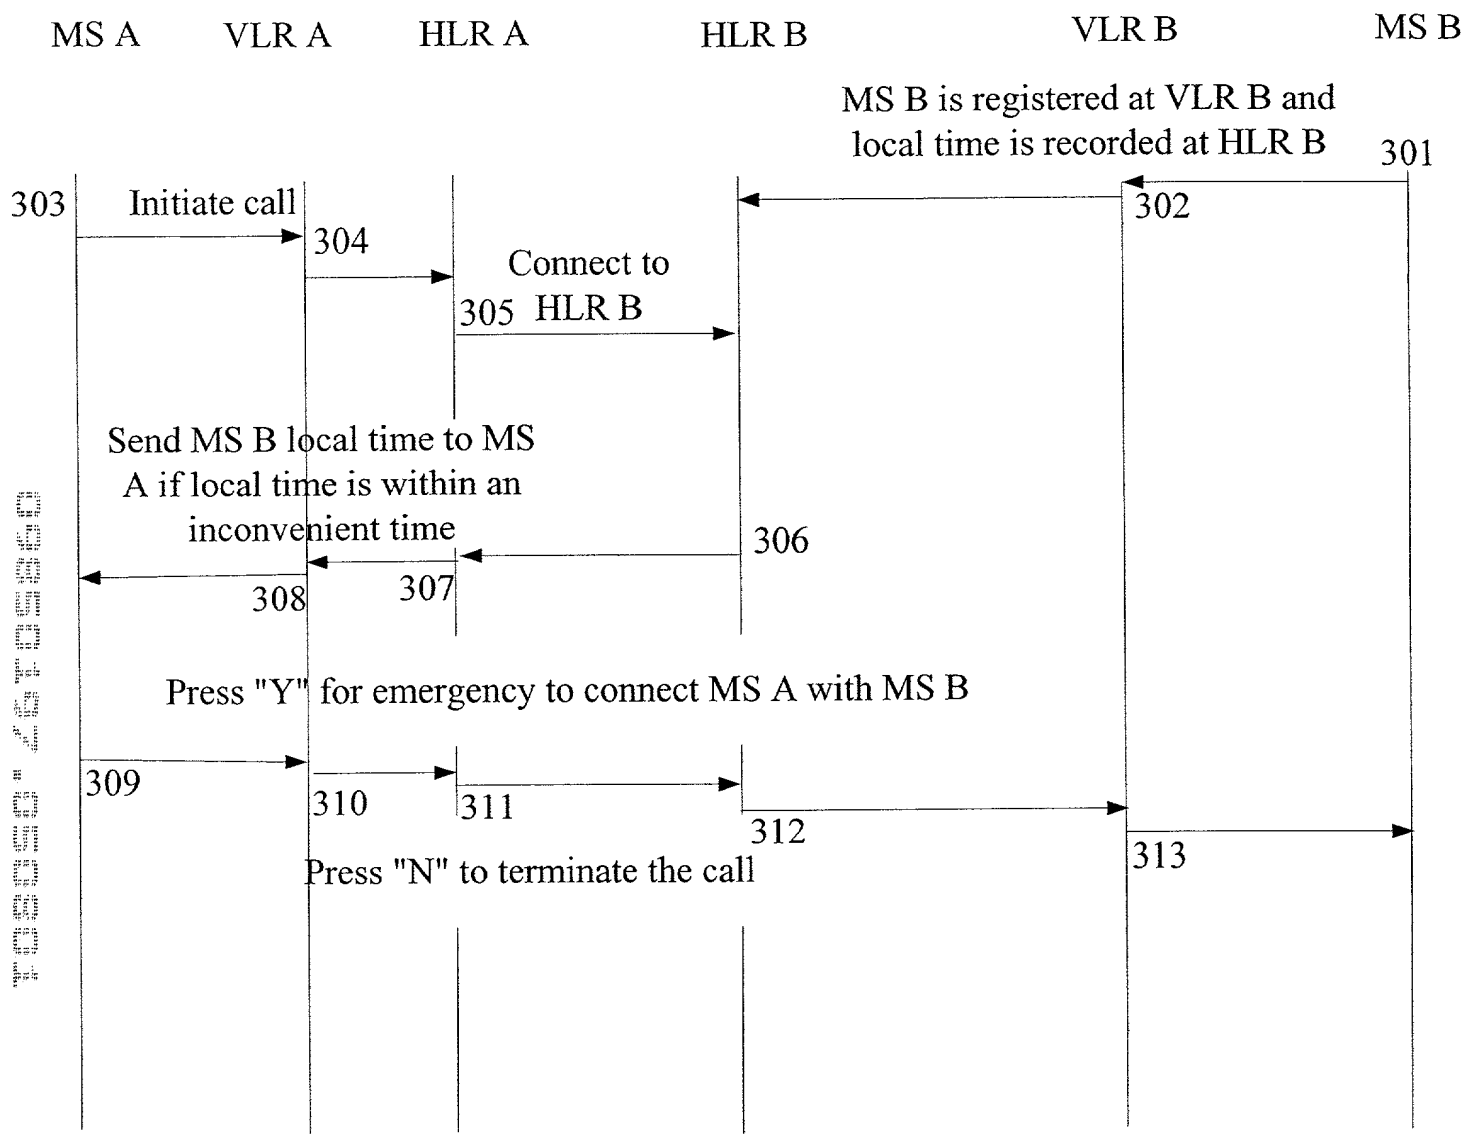 MS A VLR A HLR A HLR B VLR B MS B
MS B is registered at VLR B and
local time is recorded at HLR B
301
302
303
Initiate call
304
Connect to
305 HLR B
Send MS B local time to MS
A if local time is within an
inconvenient time
306
307
308
Press "Y" for emergency to connect MS A with MS B
309
310
311
312
313
Press "N" to terminate the call
09850197.050801